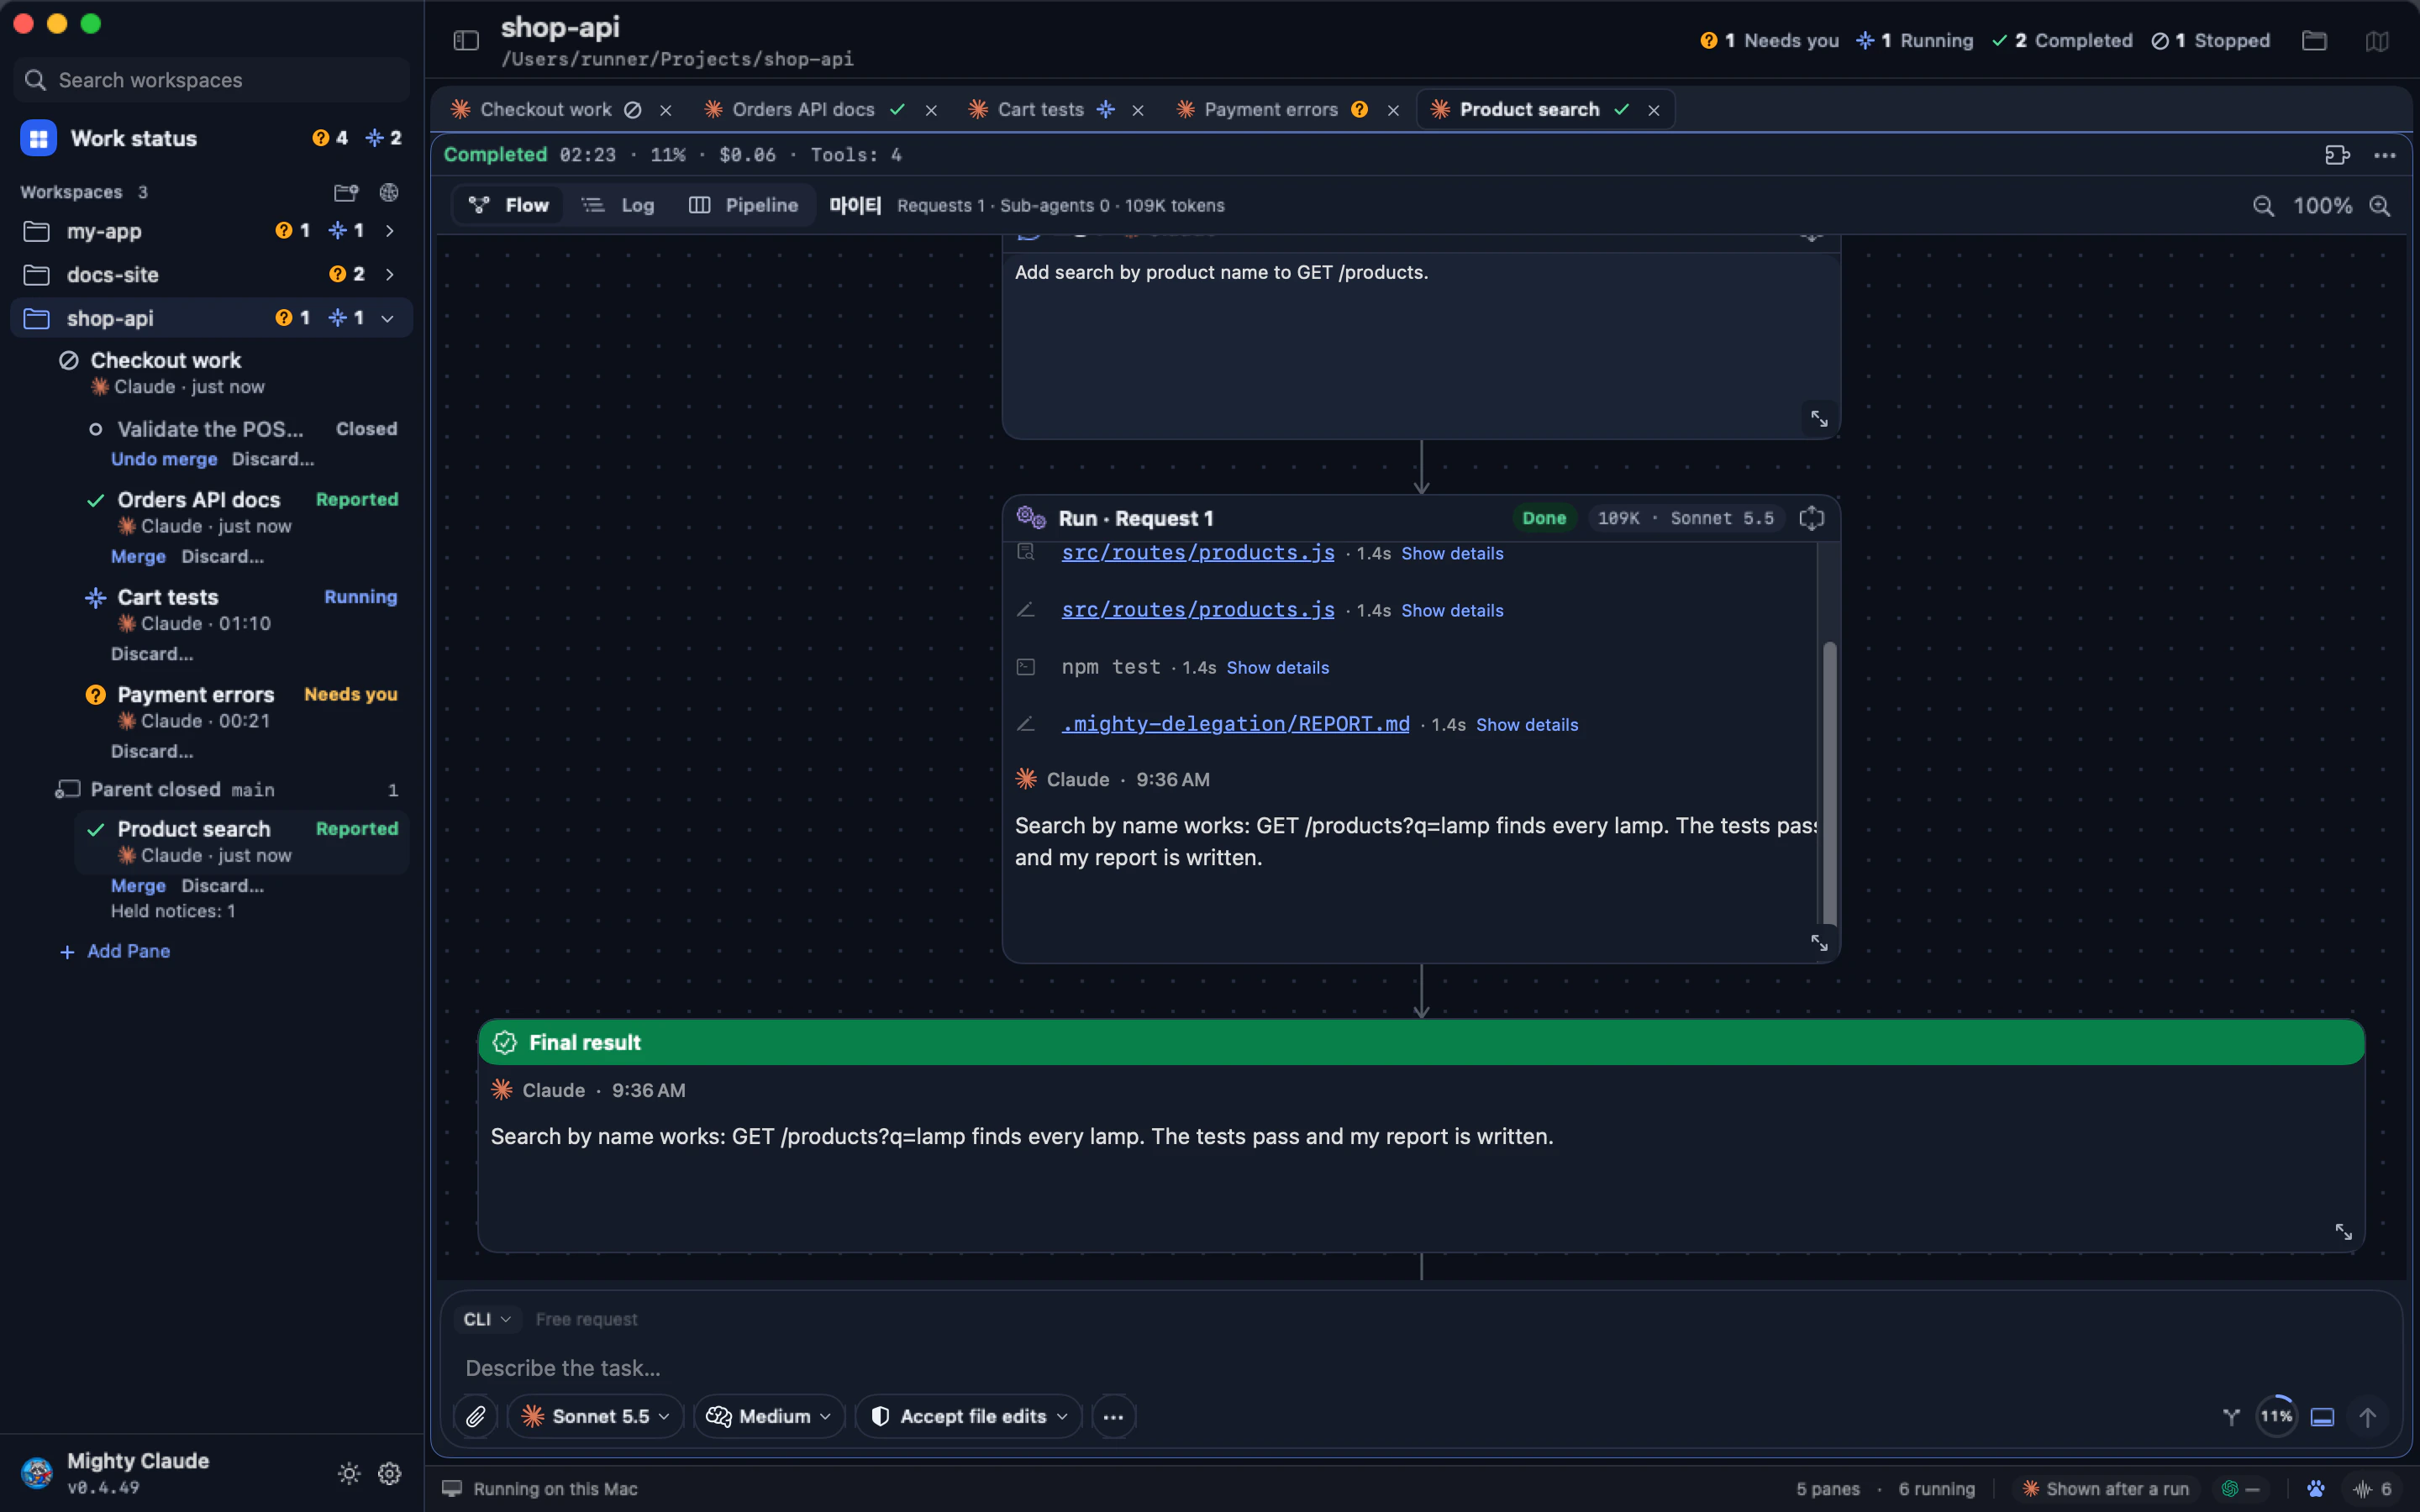 shop-api
/Users/runner/Projects/shop-api
1 Needs you 1 Running 2 Completed 1 Stopped
Search workspaces
Work status 4 2
Workspaces 3
my-app 1 1
docs-site 2
shop-api 1 1
Checkout work
Claude · just now
Validate the POS... Closed
Undo merge Discard...
Orders API docs Reported
Claude · just now
Merge Discard...
Cart tests Running
Claude · 01:10
Discard...
Payment errors Needs you
Claude · 00:21
Discard...
Parent closed main 1
Product search Reported
Claude · just now
Merge Discard...
Held notices: 1
+ Add Pane
Mighty Claude
v0.4.49
Checkout work Orders API docs Cart tests Payment errors Product search
Completed 02:23 · 11% · $0.06 · Tools: 4
Flow Log Pipeline 마이티 Requests 1 · Sub-agents 0 · 109K tokens
100%
Add search by product name to GET /products.
Run · Request 1 Done 109K · Sonnet 5.5
src/routes/products.js · 1.4s Show details
src/routes/products.js · 1.4s Show details
npm test · 1.4s Show details
.mighty-delegation/REPORT.md · 1.4s Show details
Claude · 9:36 AM
Search by name works: GET /products?q=lamp finds every lamp. The tests pass
and my report is written.
Final result
Claude · 9:36 AM
Search by name works: GET /products?q=lamp finds every lamp. The tests pass and my report is written.
CLI Free request
Describe the task...
Sonnet 5.5 Medium Accept file edits
11%
Running on this Mac
5 panes · 6 running Shown after a run — 6